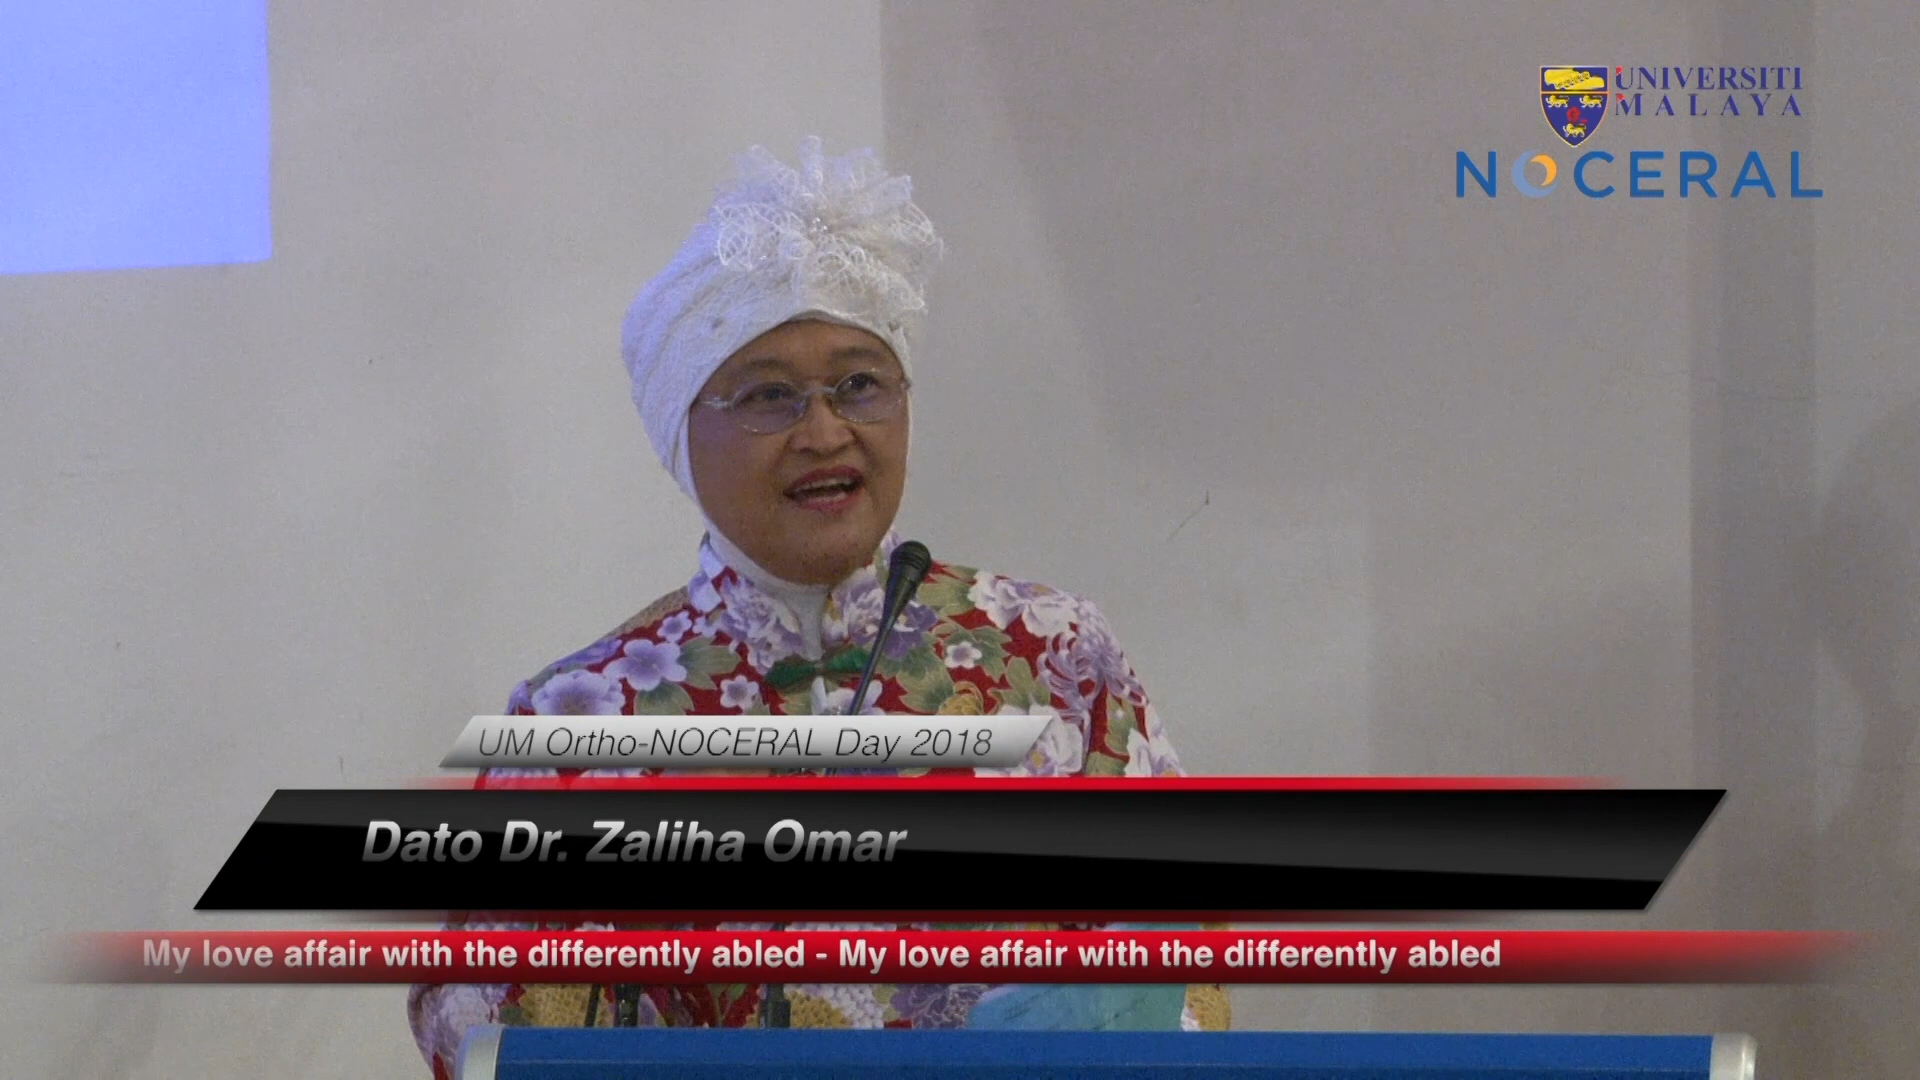 UNIVERSITI
MALAYA
NOCERAL
UM Ortho-NOCERAL Day 2018
Dato Dr. Zaliha Omar
My love affair with the differently abled - My love affair with the differently abled